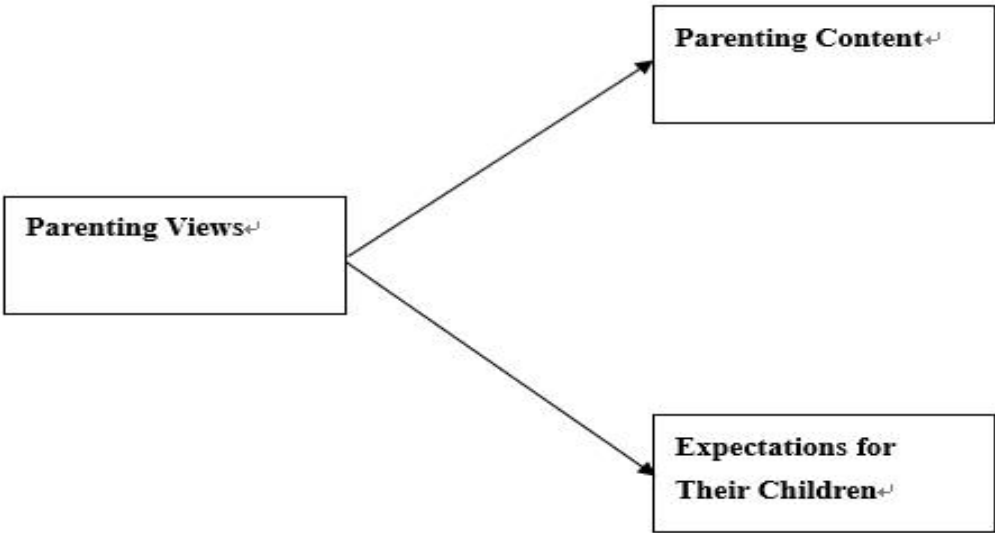 Parenting Content
Parenting Views
Expectations for
Their Children